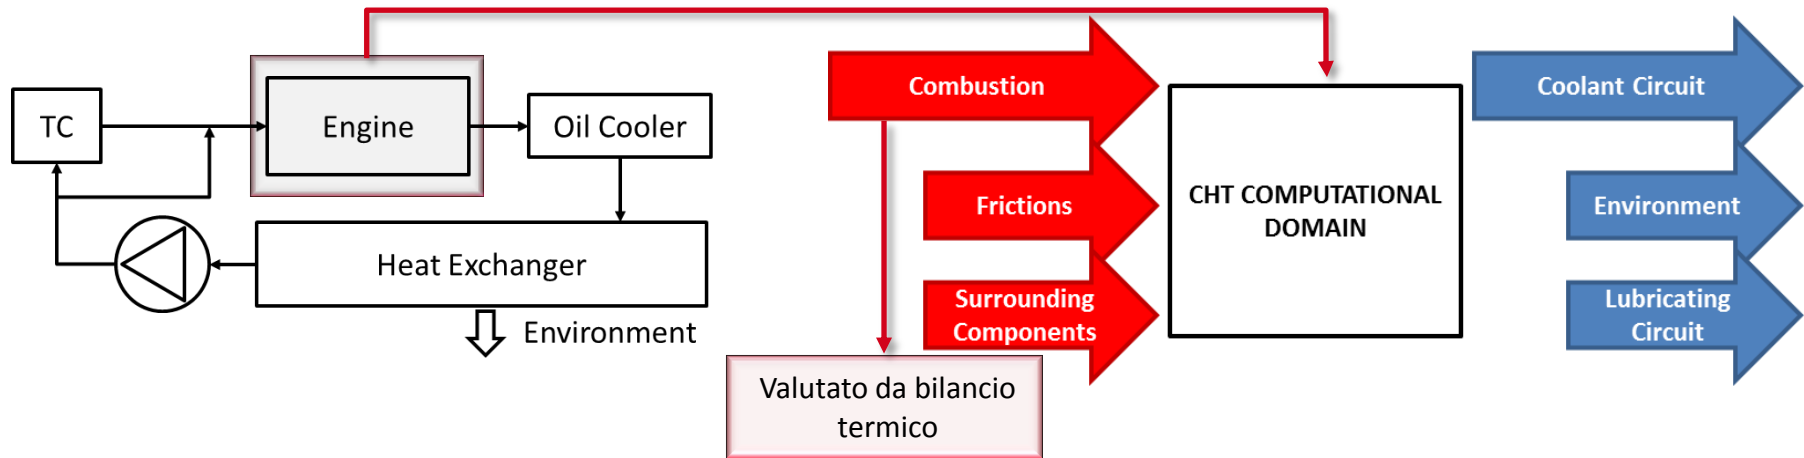 TC
Engine
Oil Cooler
Heat Exchanger
Environment
Combustion
Frictions
Surrounding
Components
Valutato da bilancio
termico
CHT COMPUTATIONAL
DOMAIN
Coolant Circuit
Environment
Lubricating
Circuit